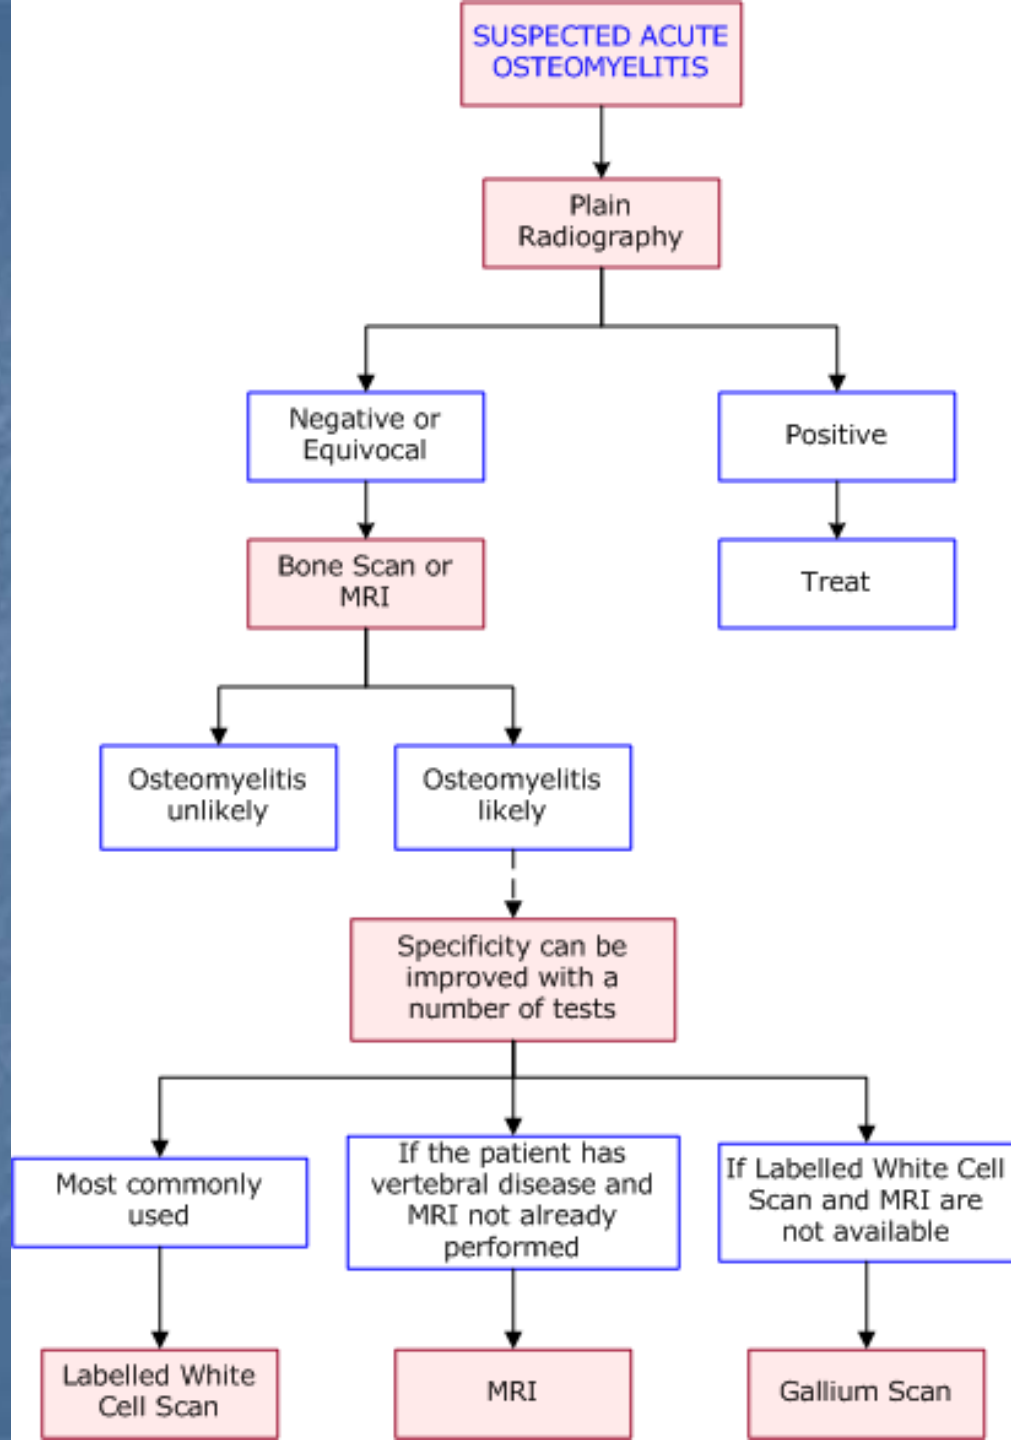 SUSPECTED ACUTE
OSTEOMYELITIS
Plain
Radiography
Negative or
Equivocal
Positive
Bone Scan or
MRI
Treat
Osteomyelitis
unlikely
Osteomyelitis
likely
Specificity can be
improved with a
number of tests
Most commonly
used
If the patient has
vertebral disease and
MRI not already
performed
If Labelled White Cell
Scan and MRI are
not available
Labelled White
Cell Scan
MRI
Gallium Scan